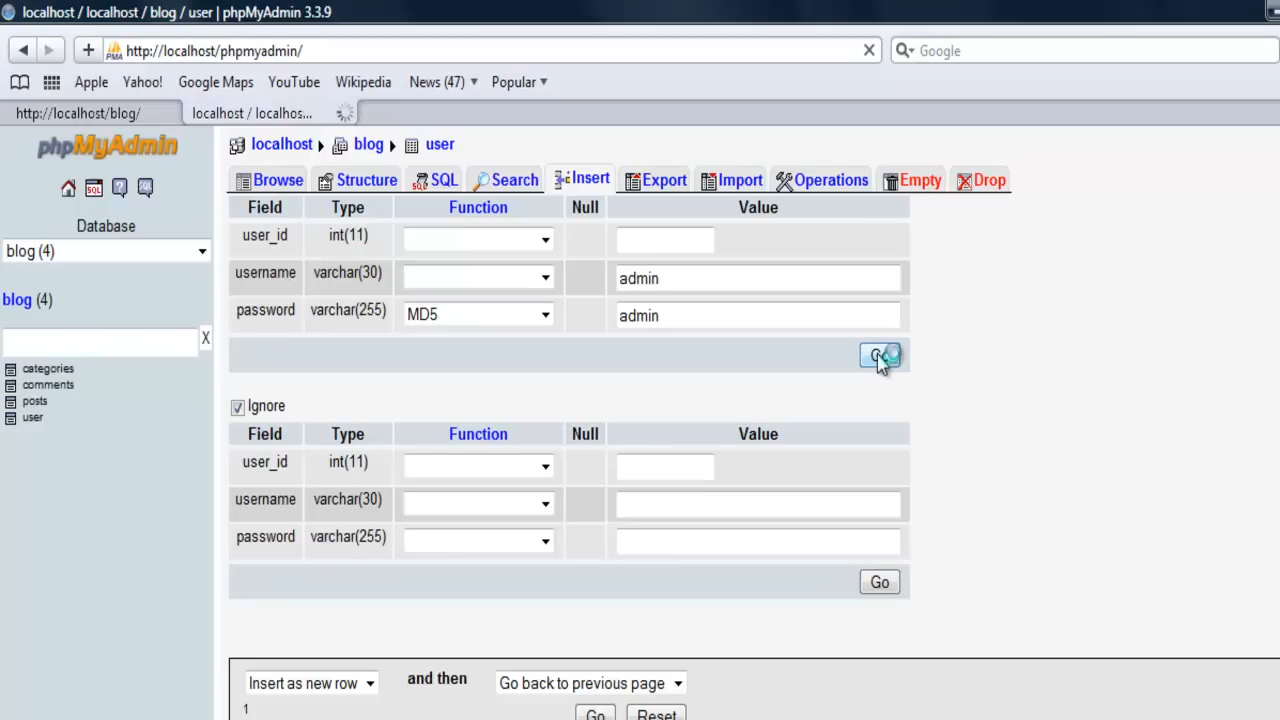 localhost / localhost / blog / user | phpMyAdmin 3.3.9
PMA http://localhost/phpmyadmin/ Google
Apple Yahoo! Google Maps YouTube Wikipedia News (47) Popular
http://localhost/blog/ localhost / localhos...
phpMyAdmin
localhost blog user
SQL SQL
Browse Structure SQL Search Insert Export Import Operations Empty Drop
Database
blog (4)
blog (4)
X
categories
comments
posts
user
Field Type Function Null Value
user_id int(11)
username varchar(30) admin
password varchar(255) MD5 admin
Ignore
Field Type Function Null Value
user_id int(11)
username varchar(30)
password varchar(255)
Go
Insert as new row and then Go back to previous page
1
Go Reset